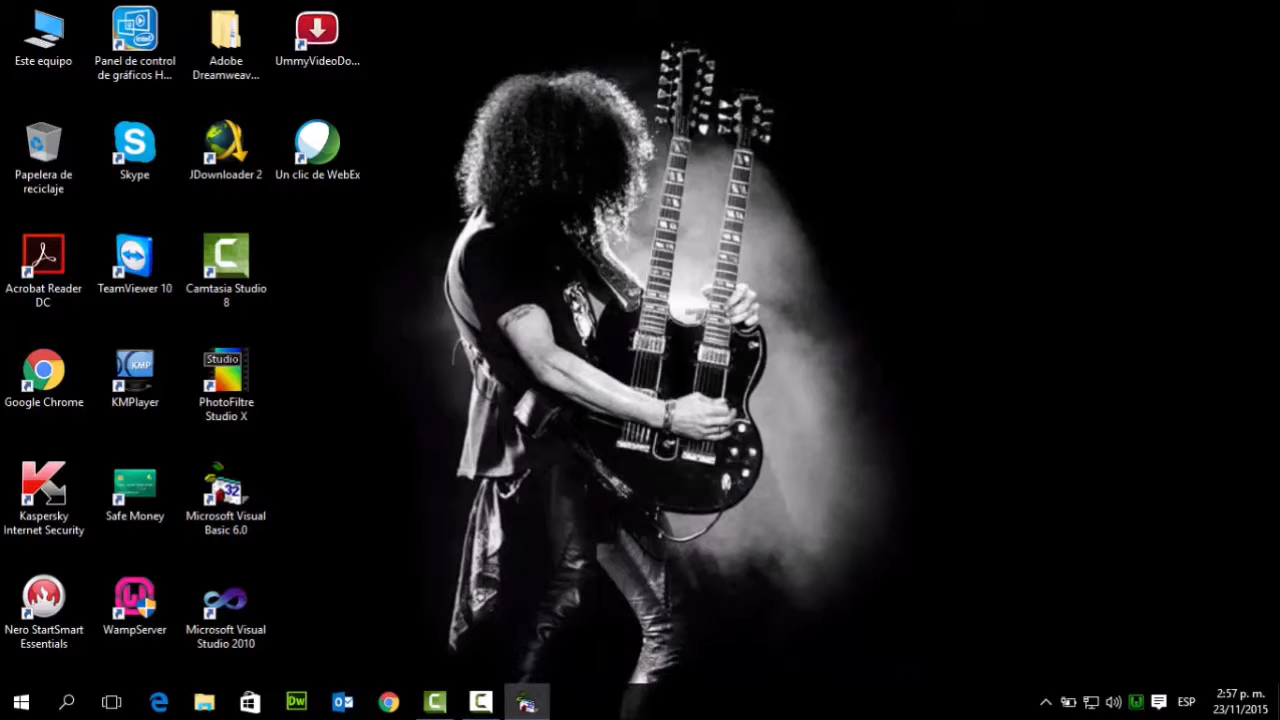 Este equipo
Panel de control
de gráficos H...
Adobe
Dreamweav...
UmmyVideoDo...
Papelera de
reciclaje
Skype
JDownloader 2
Un clic de WebEx
Acrobat Reader
DC
TeamViewer 10
Camtasia Studio
8
Google Chrome
KMPlayer
Studio
PhotoFiltre
Studio X
Kaspersky
Internet Security
Safe Money
Microsoft Visual
Basic 6.0
Nero StartSmart
Essentials
WampServer
Microsoft Visual
Studio 2010
ESP
2:57 p. m.
23/11/2015